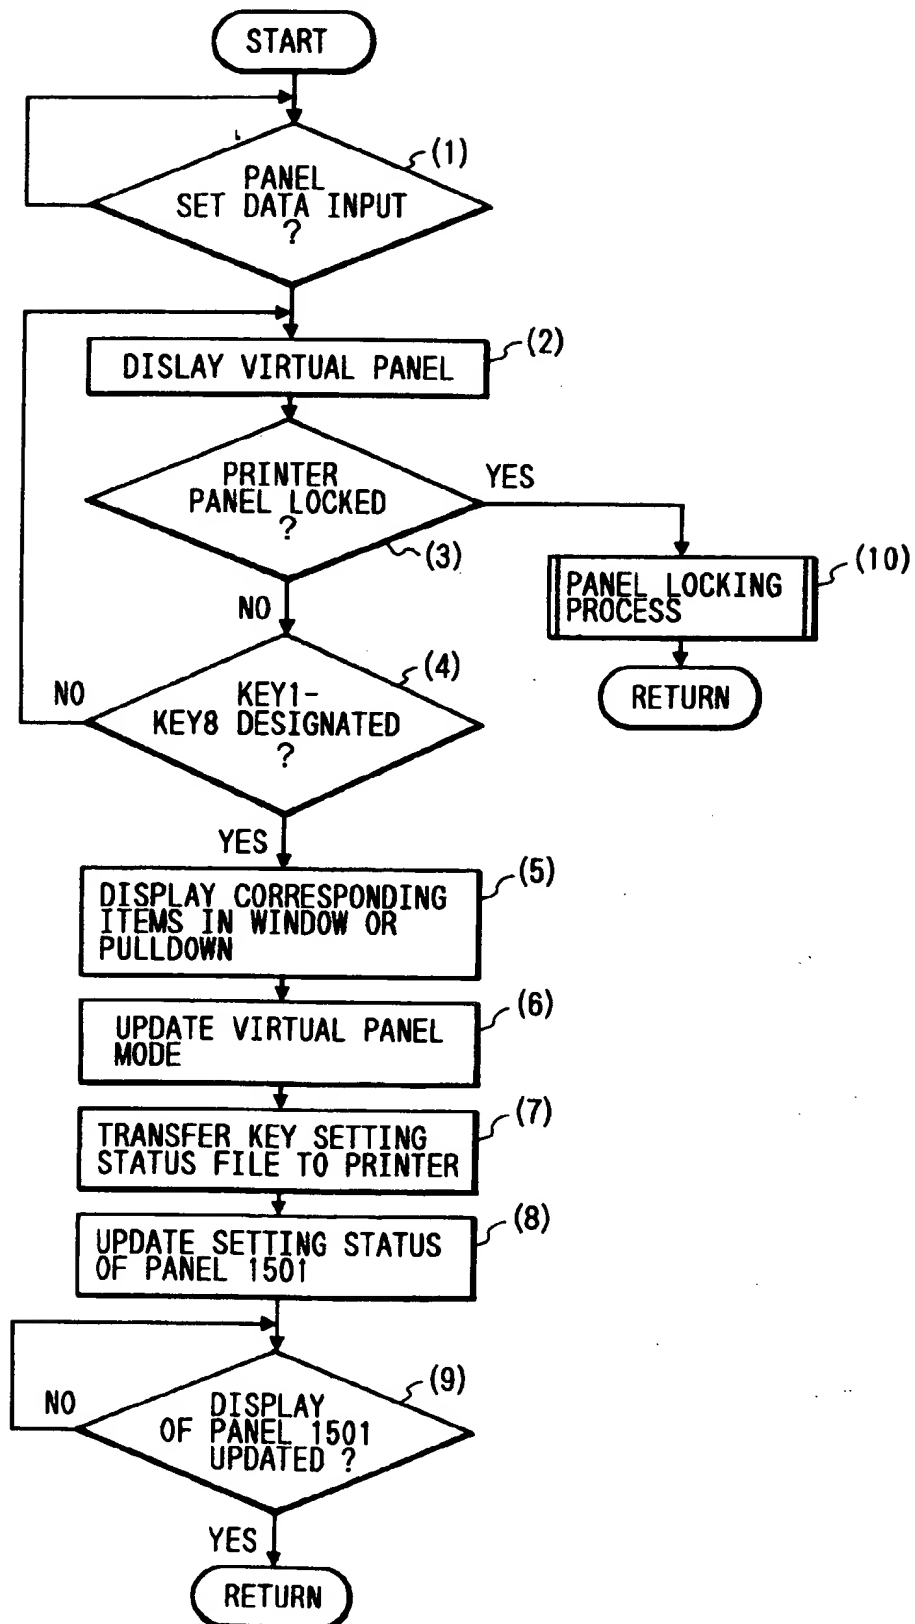 START
(1)
PANEL
SET DATA INPUT
?
(2)
DISLAY VIRTUAL PANEL
PRINTER
PANEL LOCKED
?
YES
(3)
NO
(10)
PANEL LOCKING
PROCESS
RETURN
(4)
KEY1-
KEY8 DESIGNATED
?
NO
YES
(5)
DISPLAY CORRESPONDING
ITEMS IN WINDOW OR
PULLDOWN
(6)
UPDATE VIRTUAL PANEL
MODE
(7)
TRANSFER KEY SETTING
STATUS FILE TO PRINTER
(8)
UPDATE SETTING STATUS
OF PANEL 1501
(9)
NO
DISPLAY
OF PANEL 1501
UPDATED ?
YES
RETURN